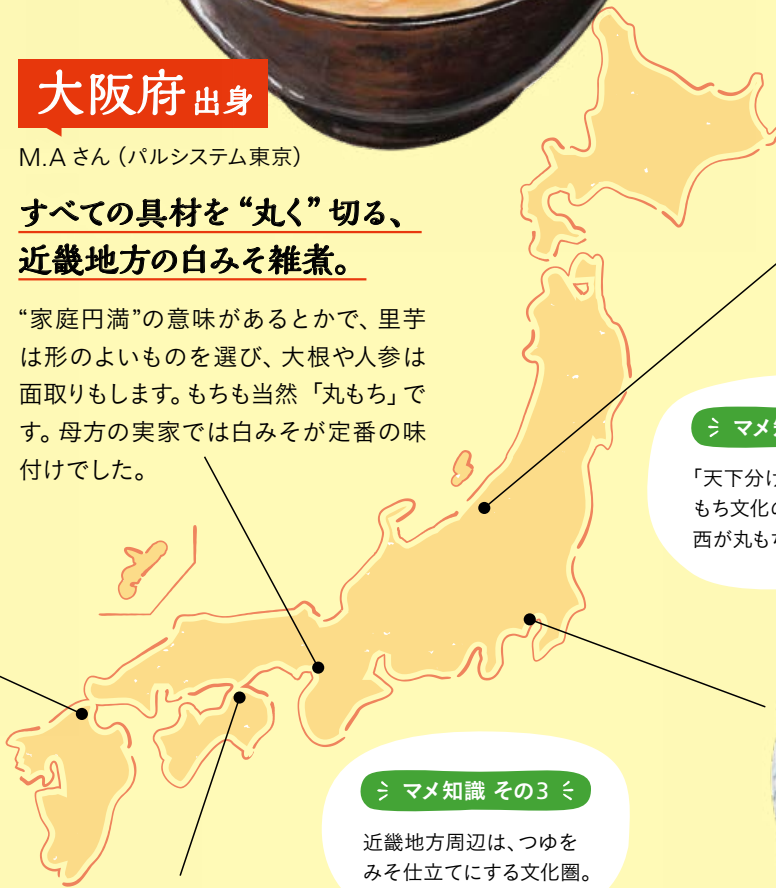 大阪府 出身
M.Aさん（パルシステム東京）
すべての具材を“丸く”切る、
近畿地方の白みそ雑煮。
“家庭円満”の意味があるとかで、里芋
は形のよいものを選び、大根や人参は
面取りもします。もちも当然「丸もち」で
す。母方の実家では白みそが定番の味
付けでした。
マメ
「天下分け
もち文化の
西が丸もち
マメ知識 その3
近畿地方周辺は、つゆを
みそ仕立てにする文化圏。